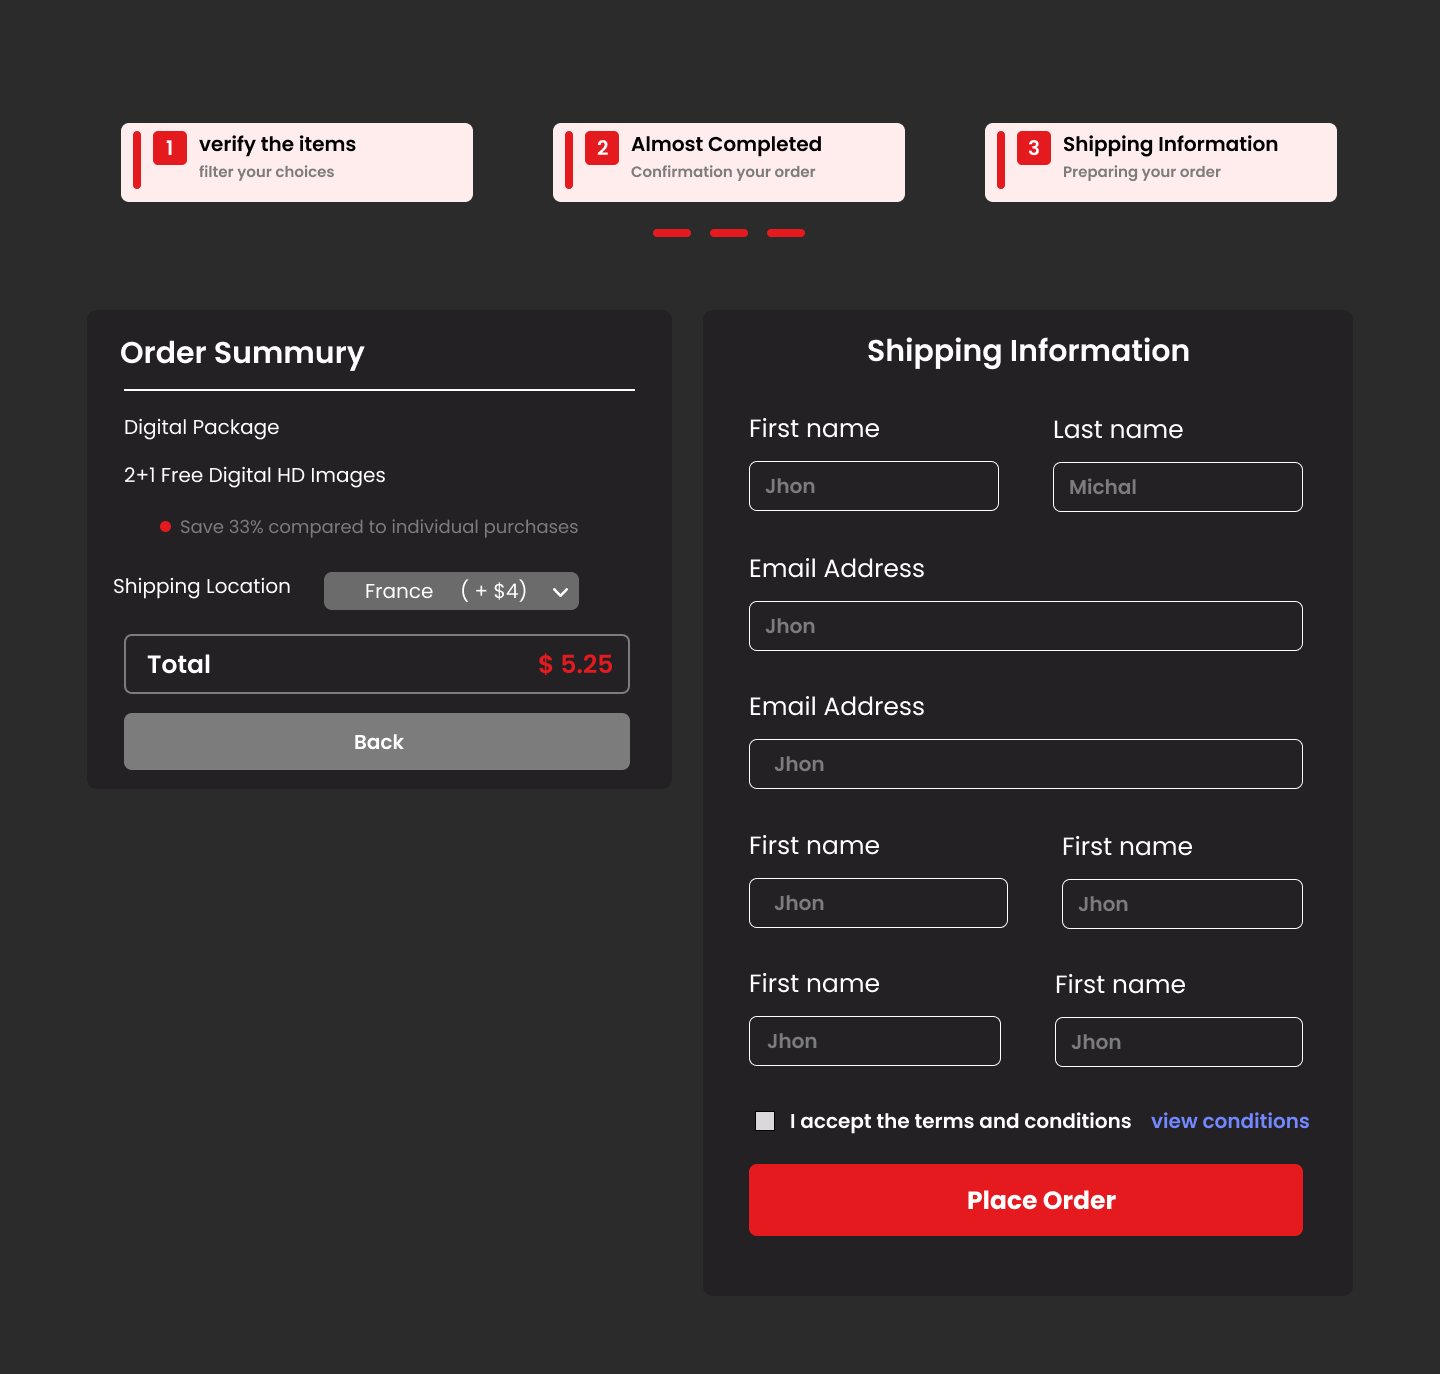 1 verify the items
filter your choices
2 Almost Completed
Confirmation your order
3 Shipping Information
Preparing your order
Order Summury
Digital Package
2+1 Free Digital HD Images
Save 33% compared to individual purchases
Shipping Location France ( + $4)
Total $ 5.25
Back
Shipping Information
First name Last name
Jhon Michal
Email Address
Jhon
Email Address
Jhon
First name First name
Jhon Jhon
First name First name
Jhon Jhon
I accept the terms and conditions view conditions
Place Order